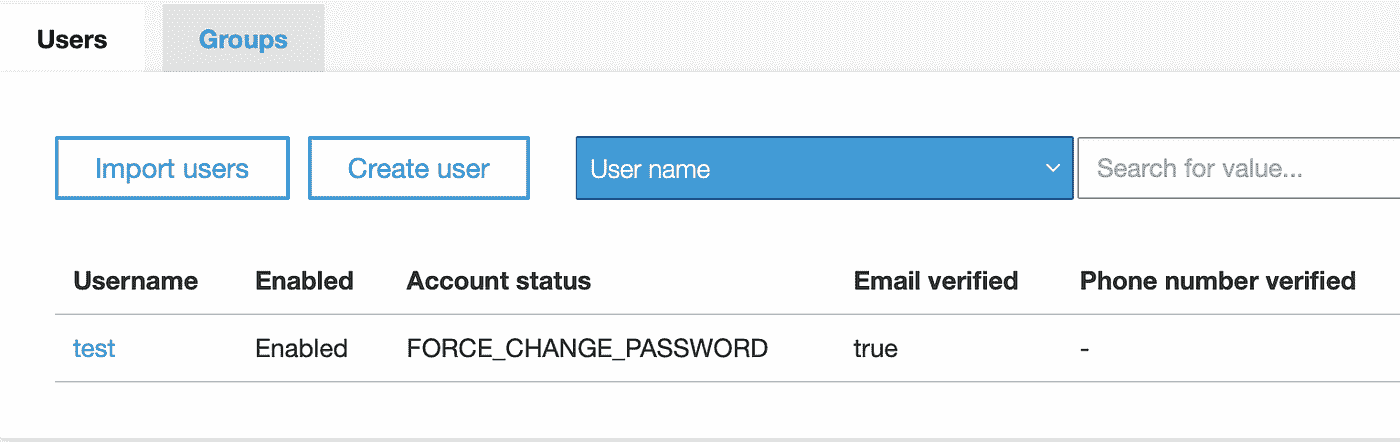 Users Groups
Import users Create user User name Search for value...
Username Enabled Account status Email verified Phone number verified
test Enabled FORCE_CHANGE_PASSWORD true -